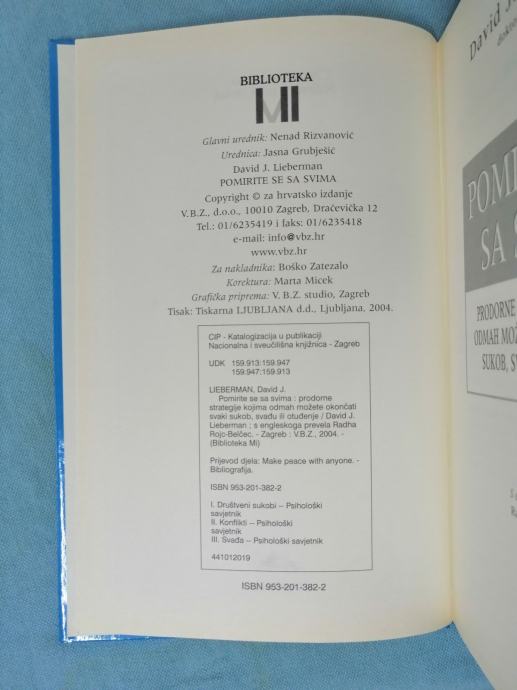 BIBLIOTEKA
MI
Glavni urednik: Nenad Rizvanović
Urednica: Jasna Grubješić
David J. Lieberman
POMIRITE SE SA SVIMA
Copyright © za hrvatsko izdanje
V.B.Z., d.o.o., 10010 Zagreb, Dračevička 12
Tel.: 01/6235419 i faks: 01/6235418
e-mail: info@vbz.hr
www.vbz.hr
Za nakladnika: Boško Zatezalo
Korektura: Marta Micek
Grafička priprema: V. B.Z. studio, Zagreb
Tisak: Tiskarna LJUBLJANA d.d., Ljubljana, 2004.
CIP - Katalogizacija u publikaciji
Nacionalna i sveučilišna knjižnica - Zagreb
UDK 159.913:159.947
159.947:159.913
LIEBERMAN, David J.
Pomirite se sa svima : prodorne
strategije kojima odmah možete okončati
svaki sukob, svađu ili otuđenje / David J.
Lieberman ; s engleskoga prevela Radha
Rojo-Belčec. - Zagreb : V.B.Z., 2004. -
(Biblioteka Mi)
Prijevod djela: Make peace with anyone. -
Bibliografija.
ISBN 953-201-382-2
I. Društveni sukobi -- Psihološki
savjetnik
II. Konflikti -- Psihološki
savjetnik
III. Svađa -- Psihološki savjetnik
441012019
ISBN 953-201-382-2
David J
POMI
SA S
PRODORNE
ODMAH MOŽ
SUKOB, S